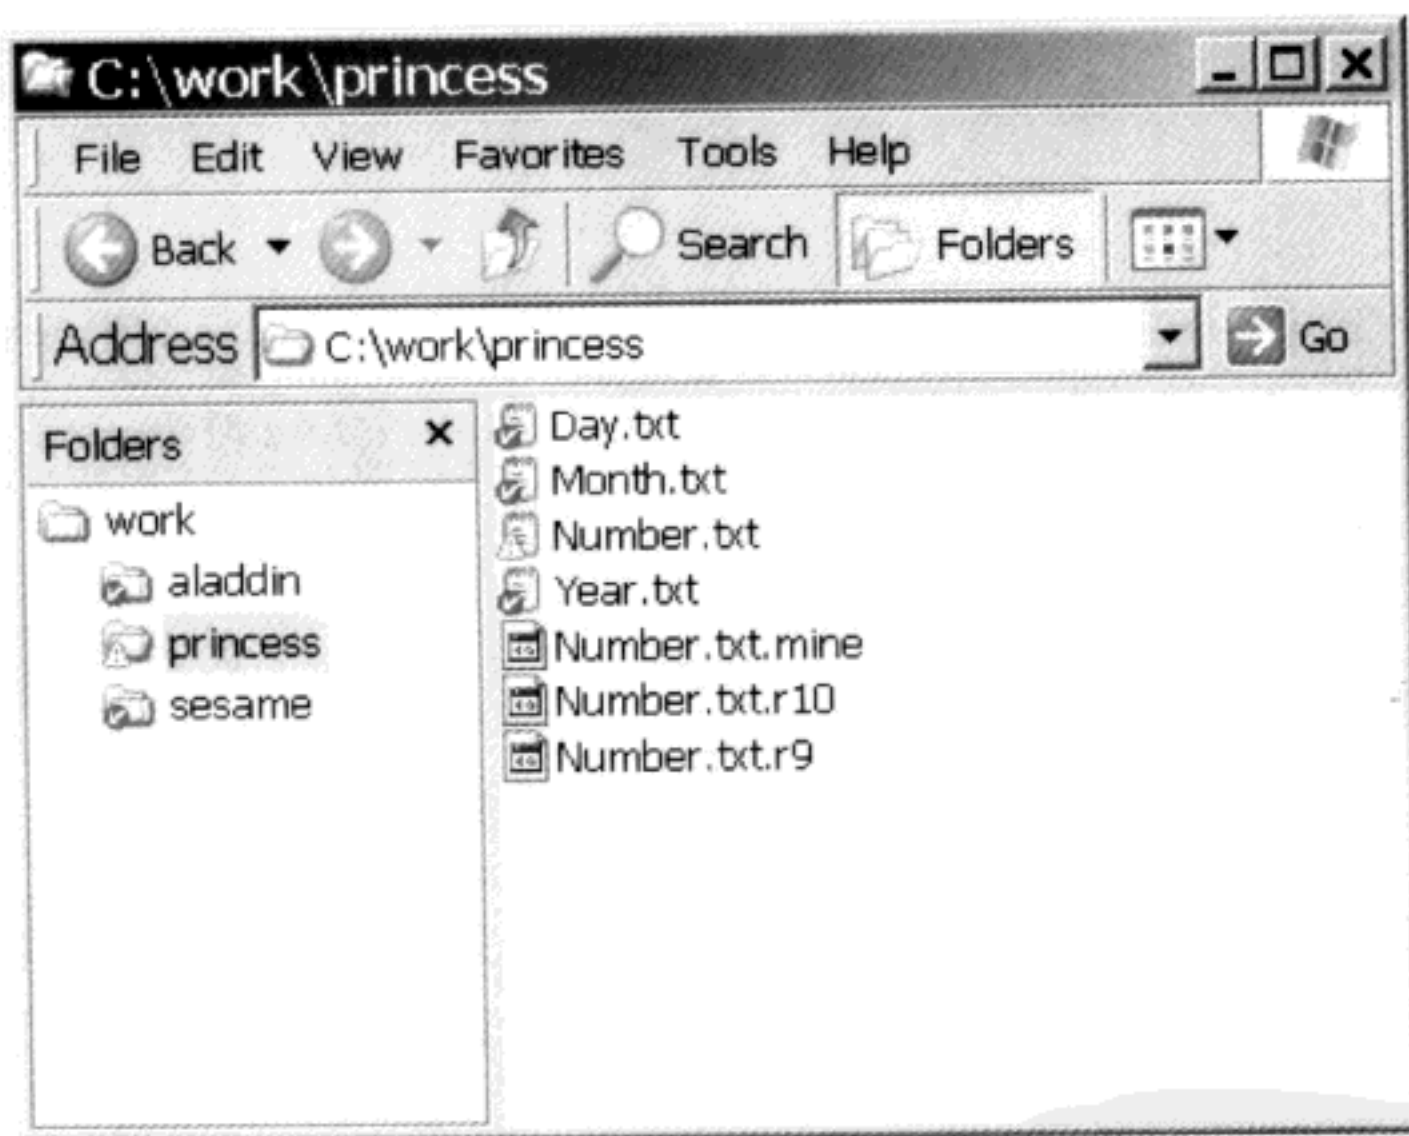 C:\work\princess
File Edit View Favorites Tools Help
Back Search Folders
Address C:\work\princess Go
Folders
work
aladdin
princess
sesame
Day.txt
Month.txt
Number.txt
Year.txt
Number.txt.mine
Number.txt.r10
Number.txt.r9